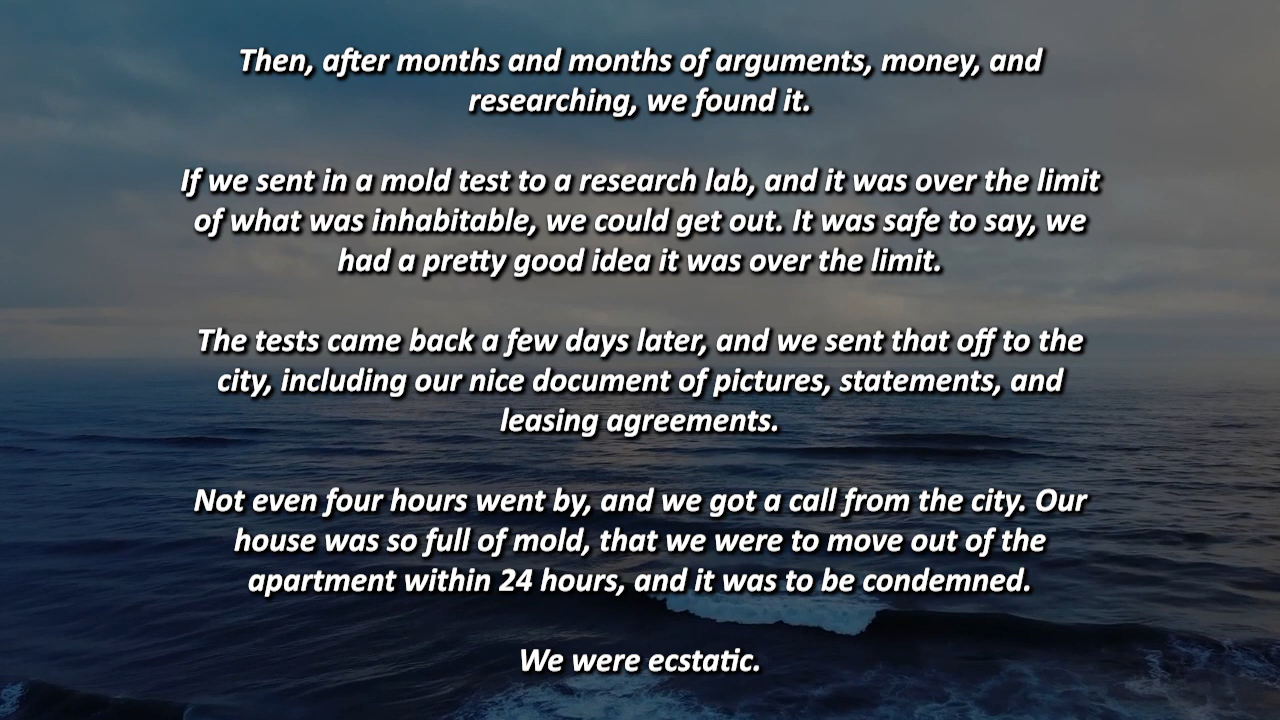 Then, after months and months of arguments, money, and
researching, we found it.
If we sent in a mold test to a research lab, and it was over the limit
of what was inhabitable, we could get out. It was safe to say, we
had a pretty good idea it was over the limit.
The tests came back a few days later, and we sent that off to the
city, including our nice document of pictures, statements, and
leasing agreements.
Not even four hours went by, and we got a call from the city. Our
house was so full of mold, that we were to move out of the
apartment within 24 hours, and it was to be condemned.
We were ecstatic.